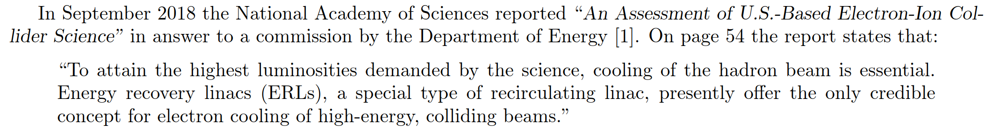 In September 2018 the National Academy of Sciences reported “An Assessment of U.S.-Based Electron-Ion Col-
lider Science” in answer to a commission by the Department of Energy [1]. On page 54 the report states that:
“To attain the highest luminosities demanded by the science, cooling of the hadron beam is essential.
Energy recovery linacs (ERLs), a special type of recirculating linac, presently offer the only credible
concept for electron cooling of high-energy, colliding beams.”